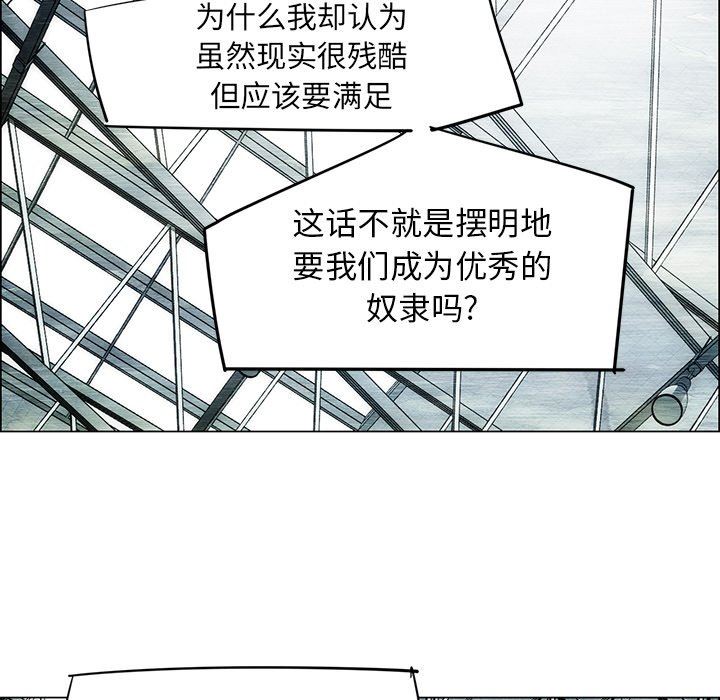 为什么我却认为
虽然现实很残酷
但应该要满足
这话不就是摆明地
要我们成为优秀的
奴隶吗?